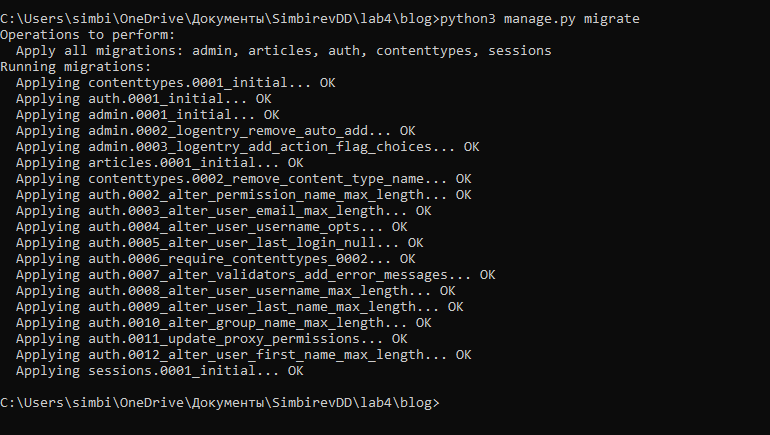 C:\Users\simbi\OneDrive\Документы\SimbirevDD\lab4\blog>python3 manage.py migrate
Operations to perform:
  Apply all migrations: admin, articles, auth, contenttypes, sessions
Running migrations:
  Applying contenttypes.0001_initial... OK
  Applying auth.0001_initial... OK
  Applying admin.0001_initial... OK
  Applying admin.0002_logentry_remove_auto_add... OK
  Applying admin.0003_logentry_add_action_flag_choices... OK
  Applying articles.0001_initial... OK
  Applying contenttypes.0002_remove_content_type_name... OK
  Applying auth.0002_alter_permission_name_max_length... OK
  Applying auth.0003_alter_user_email_max_length... OK
  Applying auth.0004_alter_user_username_opts... OK
  Applying auth.0005_alter_user_last_login_null... OK
  Applying auth.0006_require_contenttypes_0002... OK
  Applying auth.0007_alter_validators_add_error_messages... OK
  Applying auth.0008_alter_user_username_max_length... OK
  Applying auth.0009_alter_user_last_name_max_length... OK
  Applying auth.0010_alter_group_name_max_length... OK
  Applying auth.0011_update_proxy_permissions... OK
  Applying auth.0012_alter_user_first_name_max_length... OK
  Applying sessions.0001_initial... OK
C:\Users\simbi\OneDrive\Документы\SimbirevDD\lab4\blog>